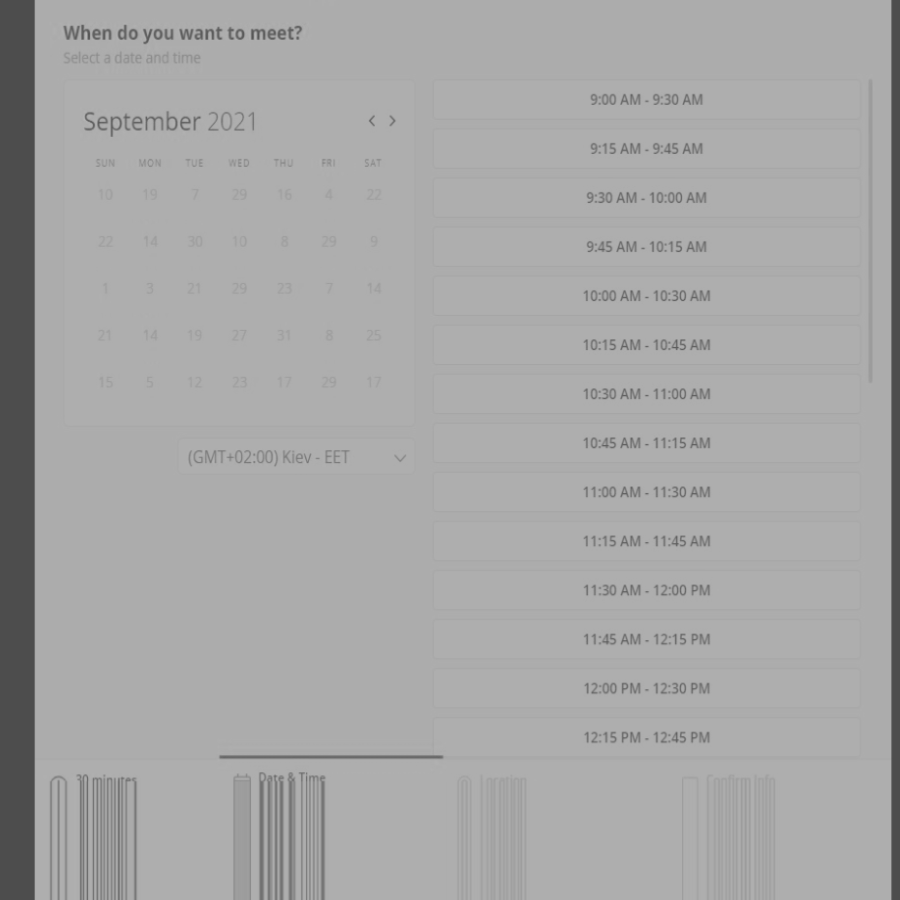 When do you want to meet?
Select a date and time
September 2021
SUN MON TUE WED THU FRI SAT
10 19 7 29 16 4 22
22 14 30 10 8 29 9
1 3 21 29 23 7 14
21 14 19 27 31 8 25
15 5 12 23 17 29 17
(GMT+02:00) Kiev - EET
9:00 AM - 9:30 AM
9:15 AM - 9:45 AM
9:30 AM - 10:00 AM
9:45 AM - 10:15 AM
10:00 AM - 10:30 AM
10:15 AM - 10:45 AM
10:30 AM - 11:00 AM
10:45 AM - 11:15 AM
11:00 AM - 11:30 AM
11:15 AM - 11:45 AM
11:30 AM - 12:00 PM
11:45 AM - 12:15 PM
12:00 PM - 12:30 PM
12:15 PM - 12:45 PM
30 minutes Date & Time Location Confirm Info